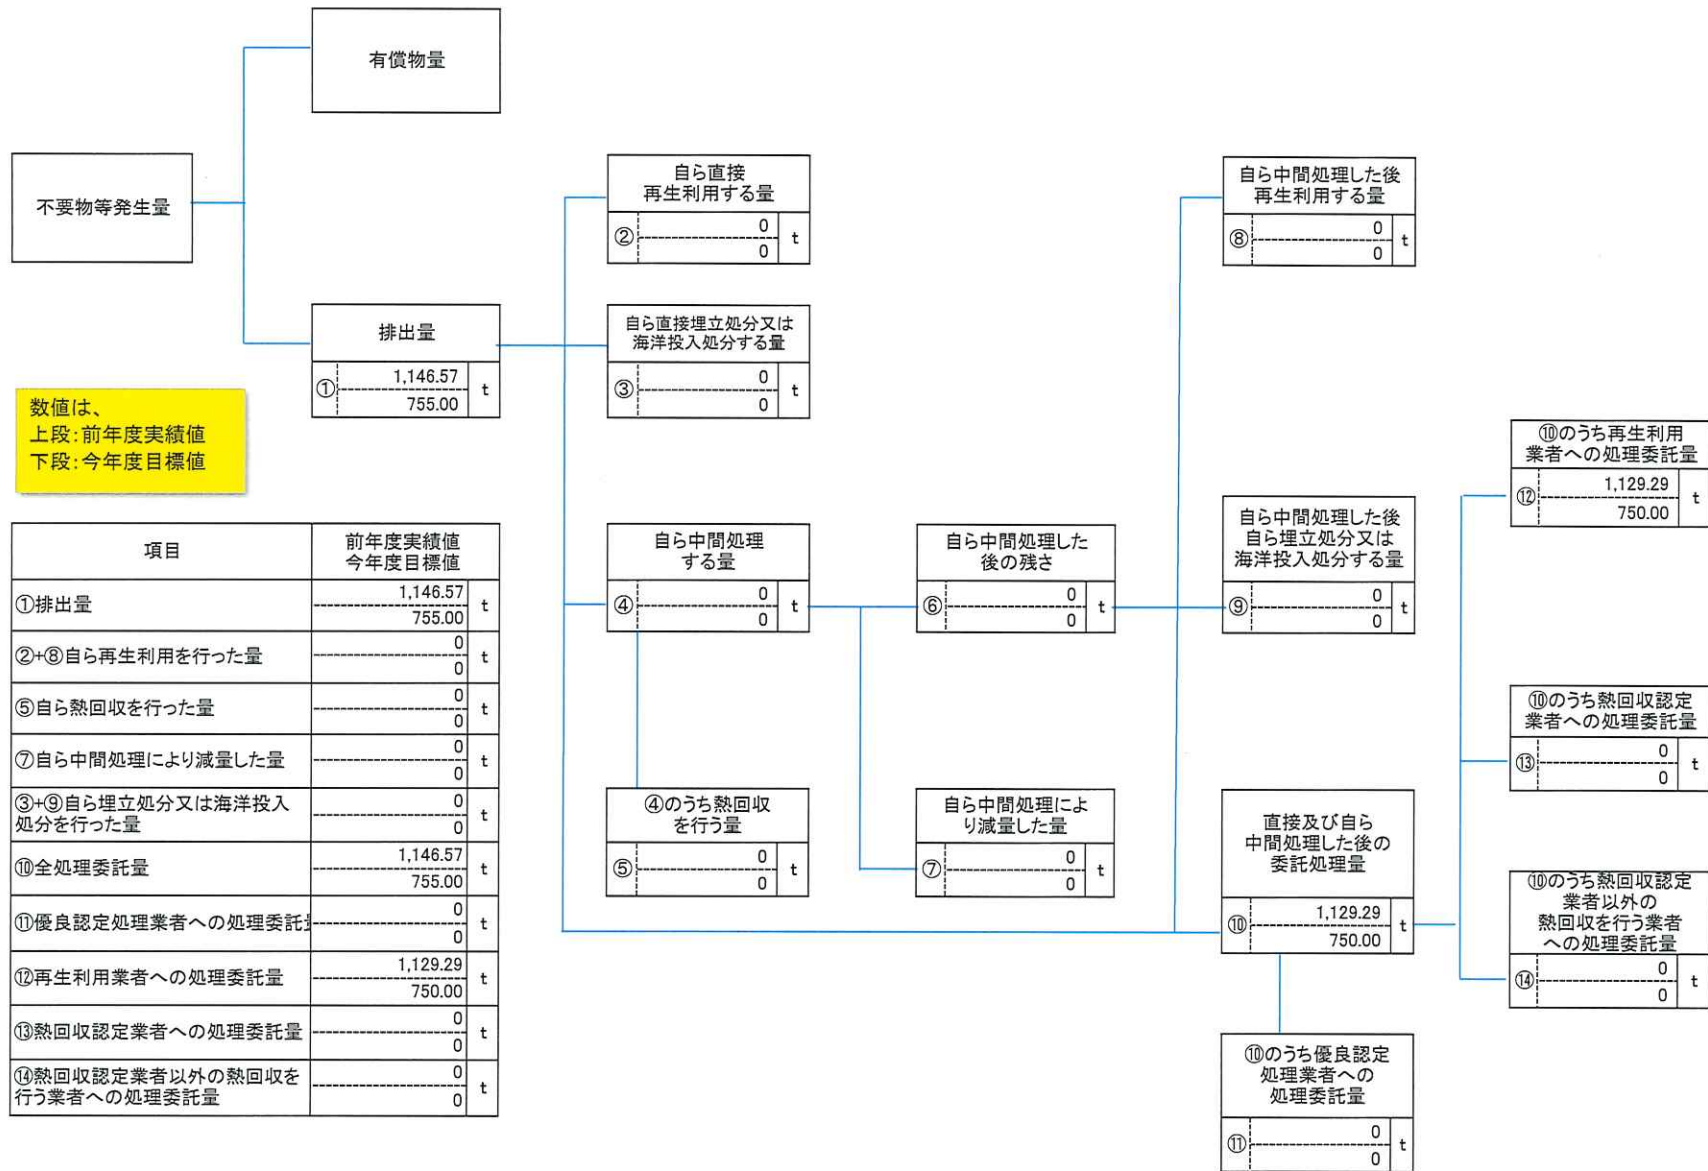 有償物量
不要物等発生量
自ら直接
再生利用する量
②
0
0
t
自ら中間処理した後
再生利用する量
⑧
0
0
t
排出量
①
1,146.57
755.00
t
自ら直接埋立処分又は
海洋投入処分する量
③
0
0
t
数値は、
上段:前年度実績値
下段:今年度目標値
⑩のうち再生利用
業者への処理委託量
⑫
1,129.29
750.00
t
自ら中間処理
する量
④
0
0
t
自ら中間処理した
後の残さ
⑥
0
0
t
自ら中間処理した後
自ら埋立処分又は
海洋投入処分する量
⑨
0
0
t
⑩のうち熱回収認定
業者への処理委託量
⑬
0
0
t
④のうち熱回収
を行う量
⑤
0
0
t
自ら中間処理によ
り減量した量
⑦
0
0
t
直接及び自ら
中間処理した後の
委託処理量
⑩
1,129.29
750.00
t
⑩のうち熱回収認定
業者以外の
熱回収を行う業者
への処理委託量
⑭
0
0
t
⑩のうち優良認定
処理業者への
処理委託量
⑪
0
0
t
項目
前年度実績値
今年度目標値
①排出量
1,146.57
755.00
t
②+⑧自ら再生利用を行った量
0
0
t
⑤自ら熱回収を行った量
0
0
t
⑦自ら中間処理により減量した量
0
0
t
③+⑨自ら埋立処分又は海洋投入
処分を行った量
0
0
t
⑩全処理委託量
1,146.57
755.00
t
⑪優良認定処理業者への処理委託
0
0
t
⑫再生利用業者への処理委託量
1,129.29
750.00
t
⑬熱回収認定業者への処理委託量
0
0
t
⑭熱回収認定業者以外の熱回収を
行う業者への処理委託量
0
0
t